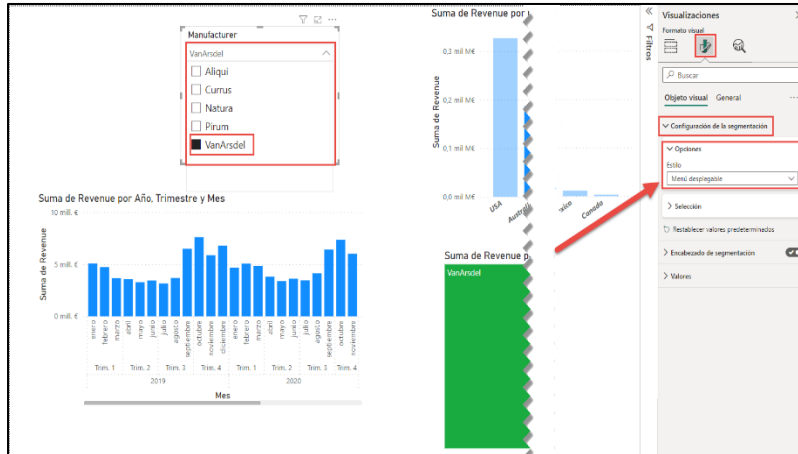 Manufacturer
VanArsdel
Aliqui
Currus
Natura
Pirum
VanArsdel
Suma de Revenue por Año, Trimestre y Mes
Suma de Revenue
10 mill. €
5 mill. €
0 mill. €
enero
febrero
marzo
abril
mayo
junio
julio
agosto
septiembre
octubre
noviembre
diciembre
enero
febrero
marzo
abril
mayo
junio
julio
agosto
septiembre
octubre
noviembre
Trim. 1 Trim. 2 Trim. 3 Trim. 4 Trim. 1 Trim. 2 Trim. 3 Trim. 4
2019 2020
Mes
Suma de Revenue por
Suma de Revenue
0,3 mil M€
0,2 mil M€
0,1 mil M€
0,0 mil M€
USA
Australi
xico
Canada
Suma de Revenue p
VanArsdel
Filtros
Visualizaciones
Formato visual
Buscar
Objeto visual General
Configuración de la segmentación
Opciones
Estilo
Menú desplegable
Selección
Restablecer valores predeterminados
Encabezado de segmentación
Valores